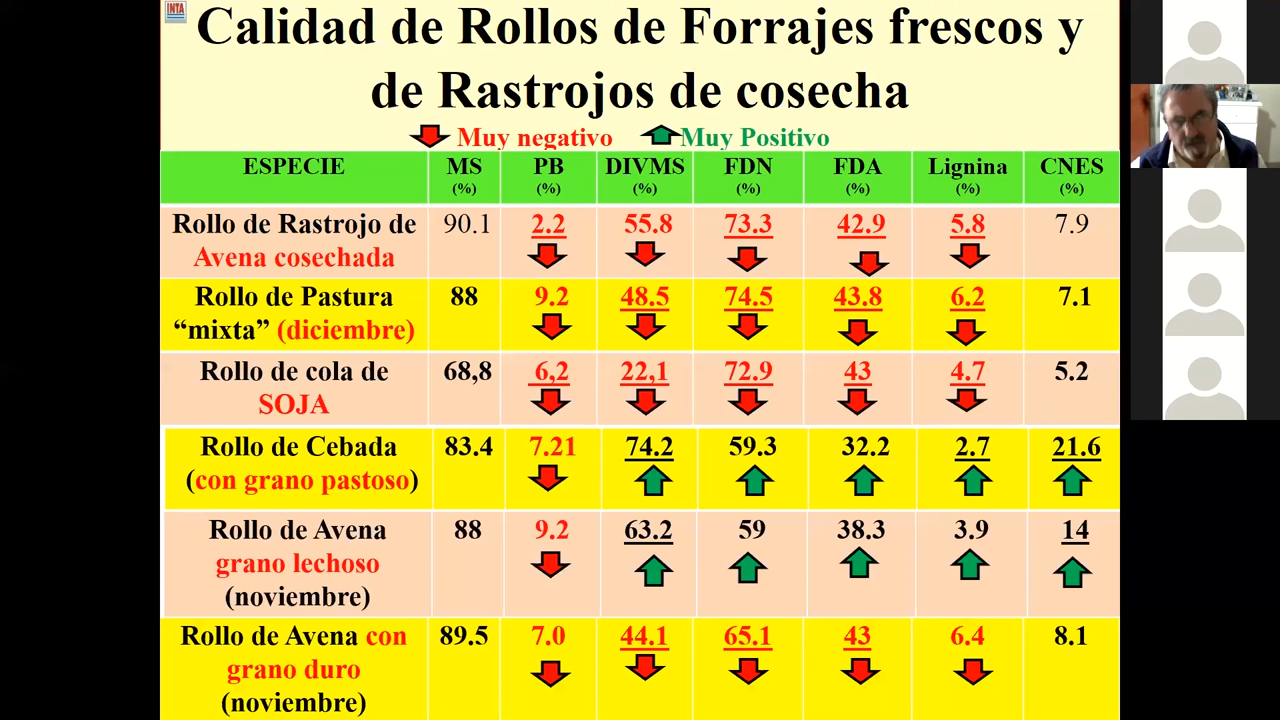 INTA
Calidad de Rollos de Forrajes frescos y
de Rastrojos de cosecha
Muy negativo Muy Positivo
ESPECIE MS PB DIVMS FDN FDA Lignina CNES
(%) (%) (%) (%) (%) (%) (%)
Rollo de Rastrojo de 90.1 2.2 55.8 73.3 42.9 5.8 7.9
Avena cosechada
Rollo de Pastura 88 9.2 48.5 74.5 43.8 6.2 7.1
“mixta” (diciembre)
Rollo de cola de 68,8 6,2 22,1 72.9 43 4.7 5.2
SOJA
Rollo de Cebada 83.4 7.21 74.2 59.3 32.2 2.7 21.6
(con grano pastoso)
Rollo de Avena 88 9.2 63.2 59 38.3 3.9 14
grano lechoso
(noviembre)
Rollo de Avena con 89.5 7.0 44.1 65.1 43 6.4 8.1
grano duro
(noviembre)